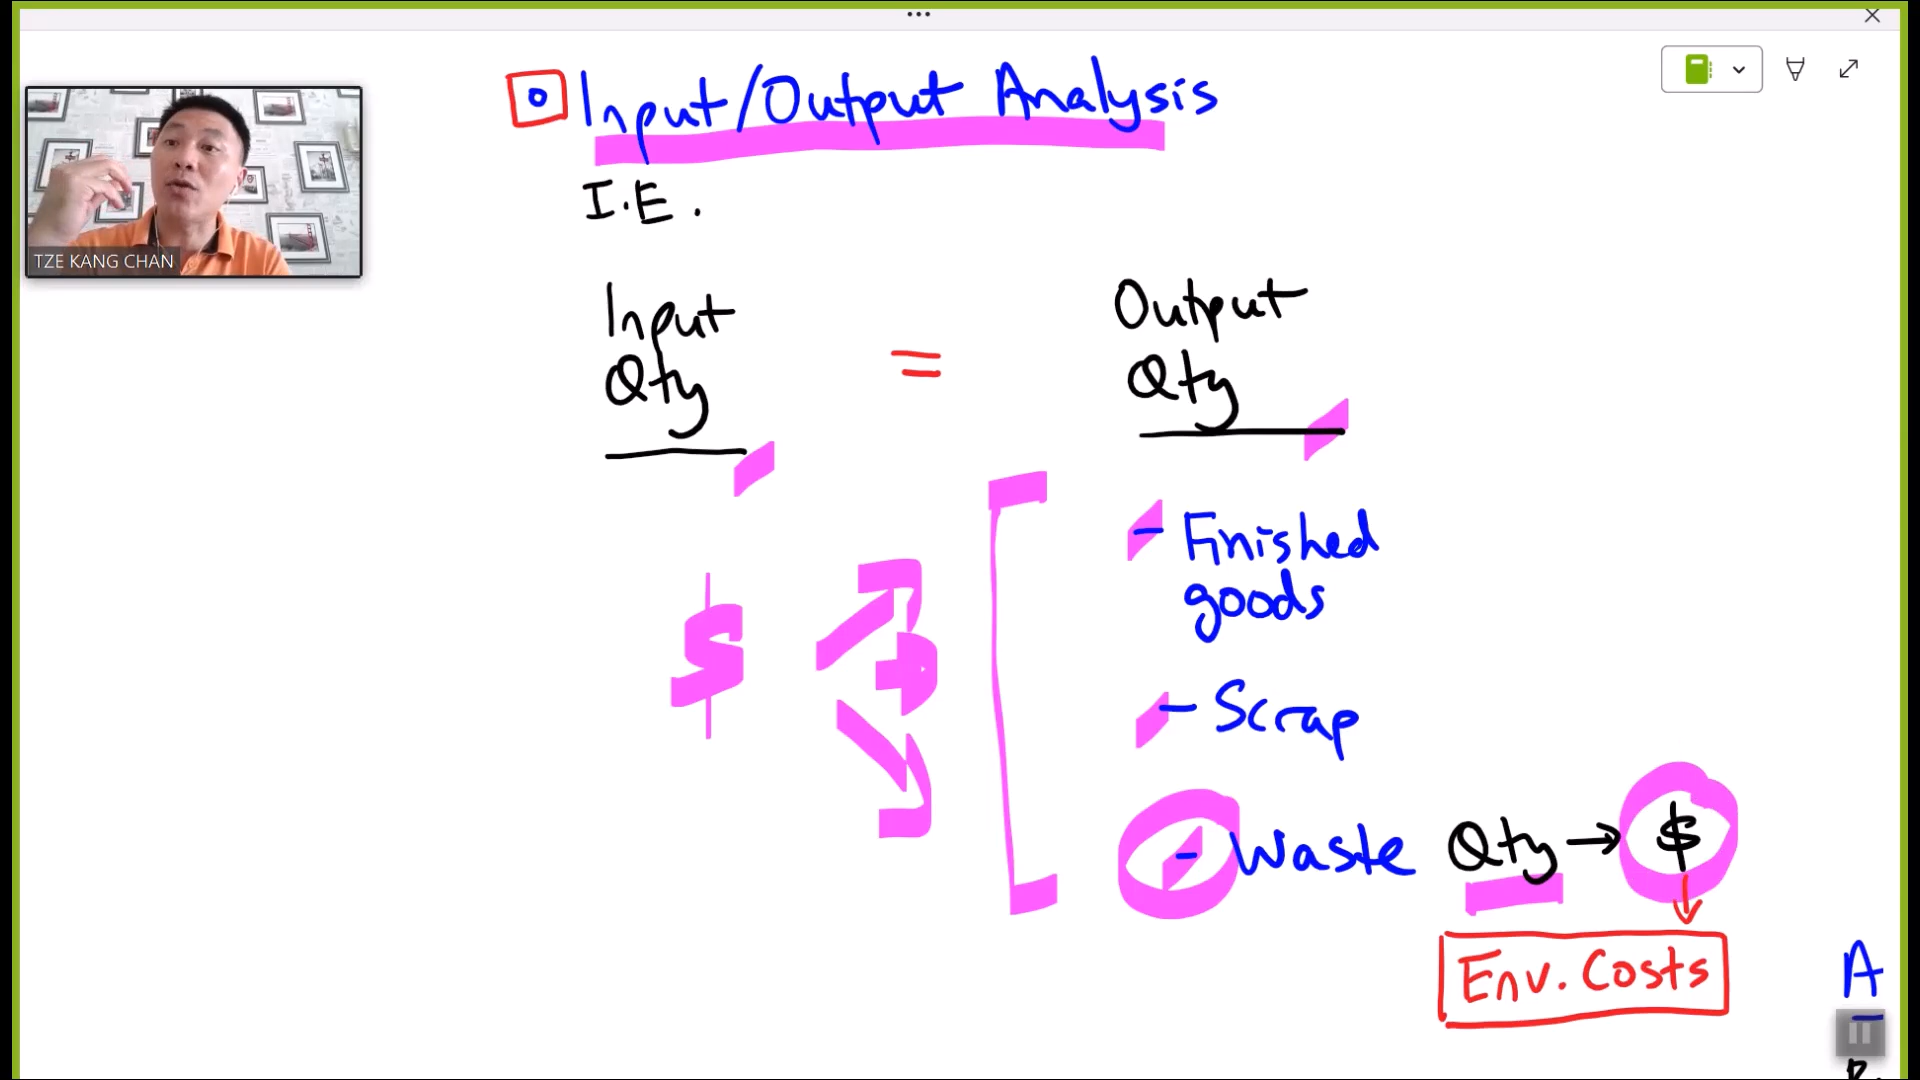 Input/Output Analysis
I.E.
TZE KANG CHAN
Input Qty = Output Qty
$
- Finished goods
- Scrap
- Waste Qty → $
Env. Costs
A